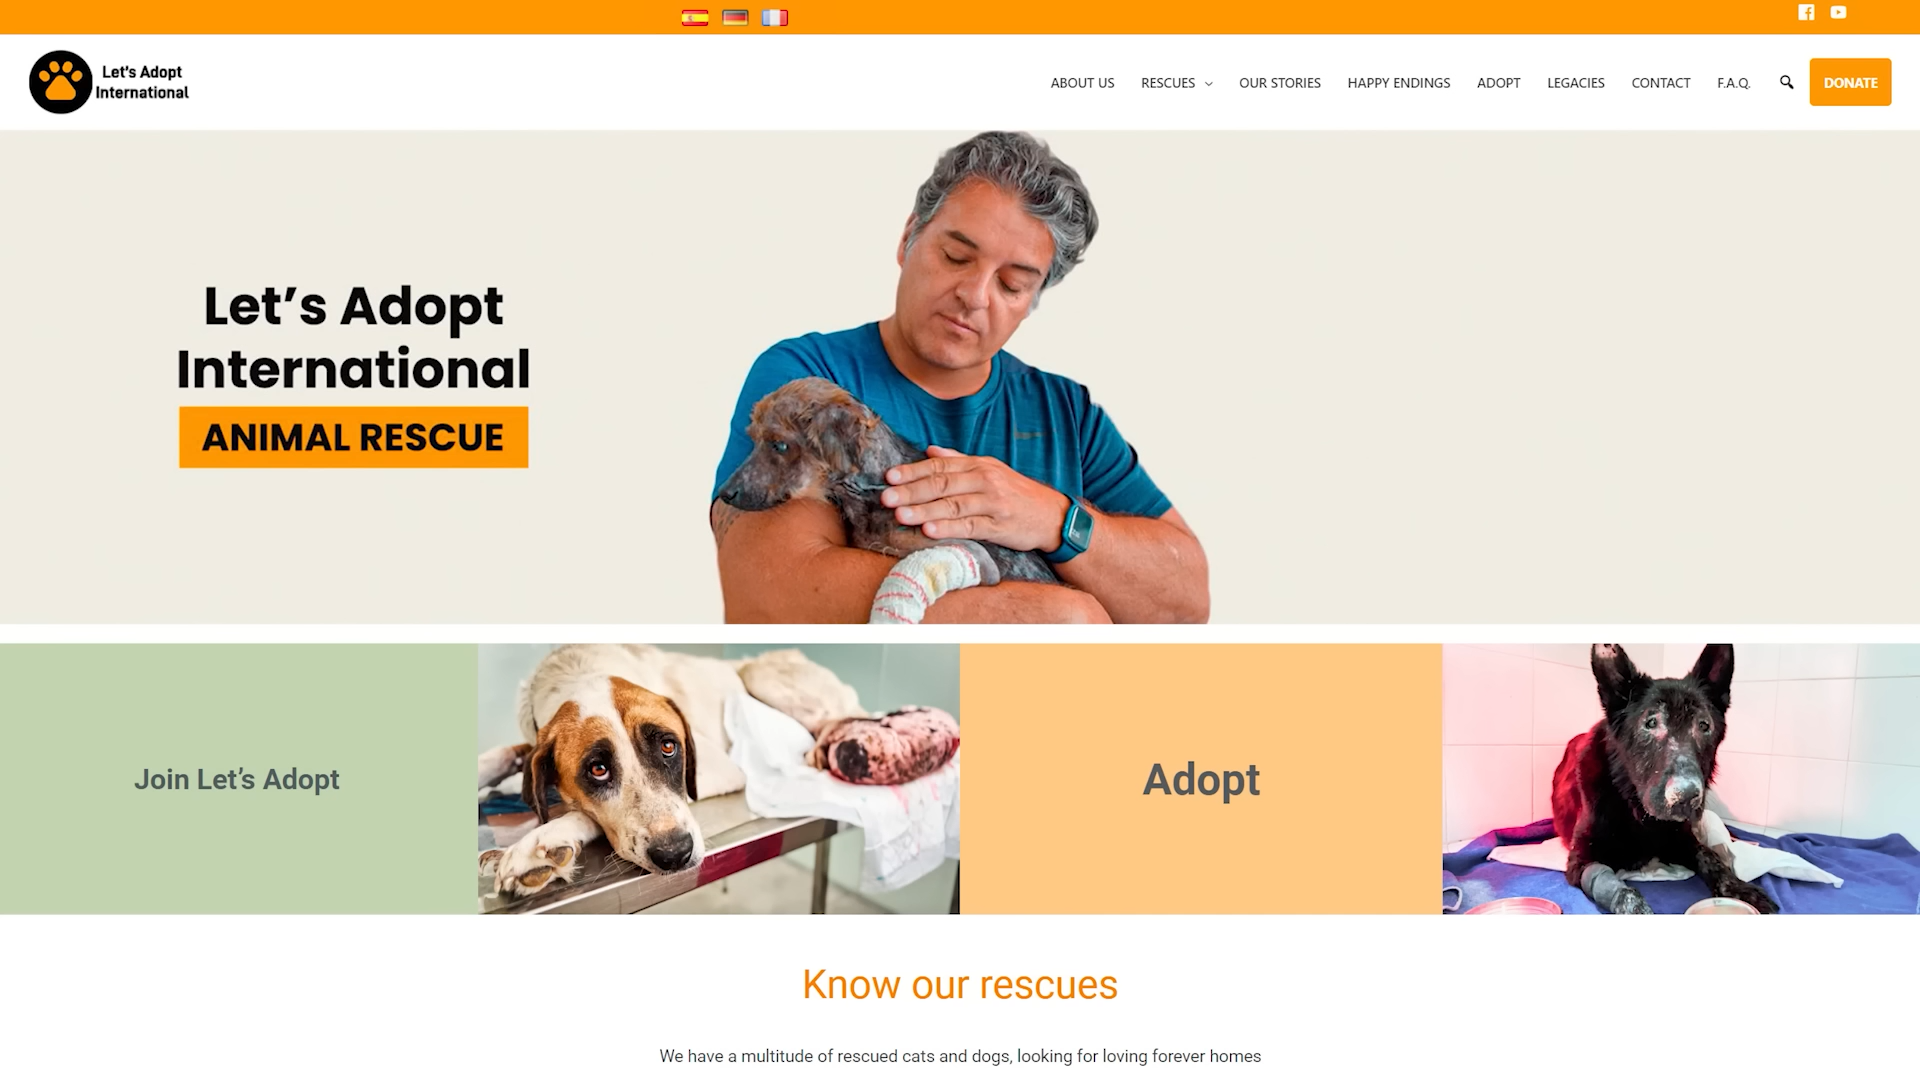 Let's Adopt
International
ABOUT US
RESCUES
OUR STORIES
HAPPY ENDINGS
ADOPT
LEGACIES
CONTACT
F.A.Q.
DONATE
Let’s Adopt
International
ANIMAL RESCUE
Join Let’s Adopt
Adopt
Know our rescues
We have a multitude of rescued cats and dogs, looking for loving forever homes